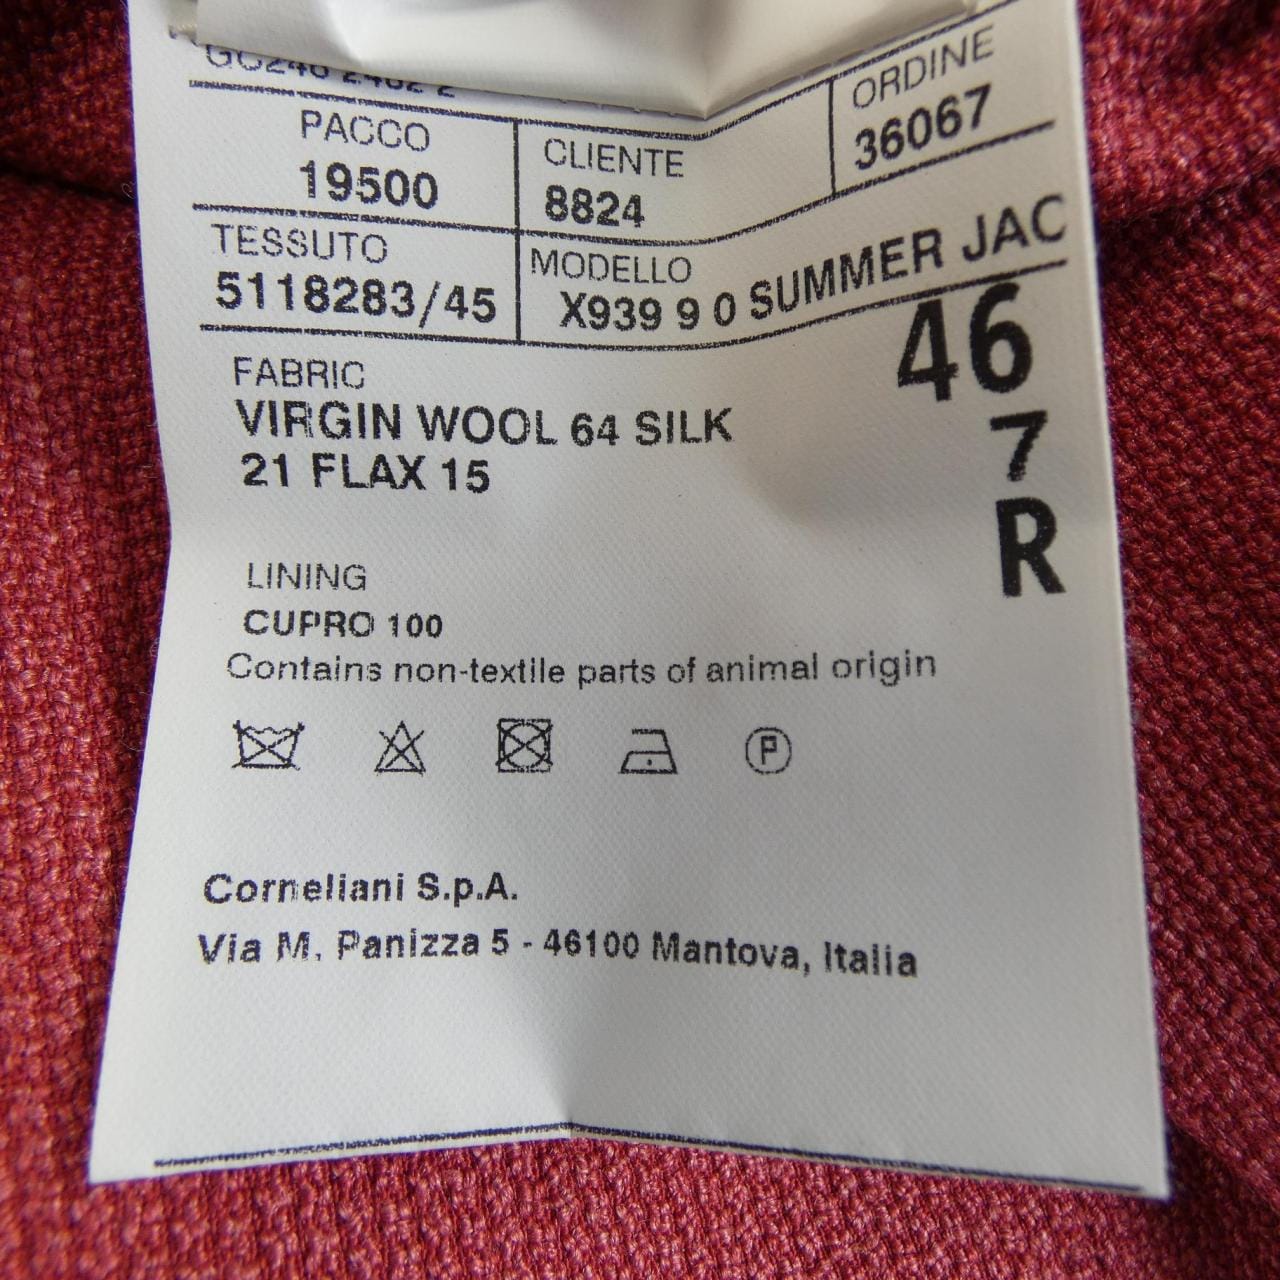 PACCO
19500
CLIENTE
8824
ORDINE
36067
TESSUTO
5118283/45
MODELLO
X939 9 0 SUMMER JAC
46
7
R
FABRIC
VIRGIN WOOL 64 SILK
21 FLAX 15
LINING
CUPRO 100
Contains non-textile parts of animal origin
P
Corneliani S.p.A.
Via M. Panizza 5 - 46100 Mantova, Italia